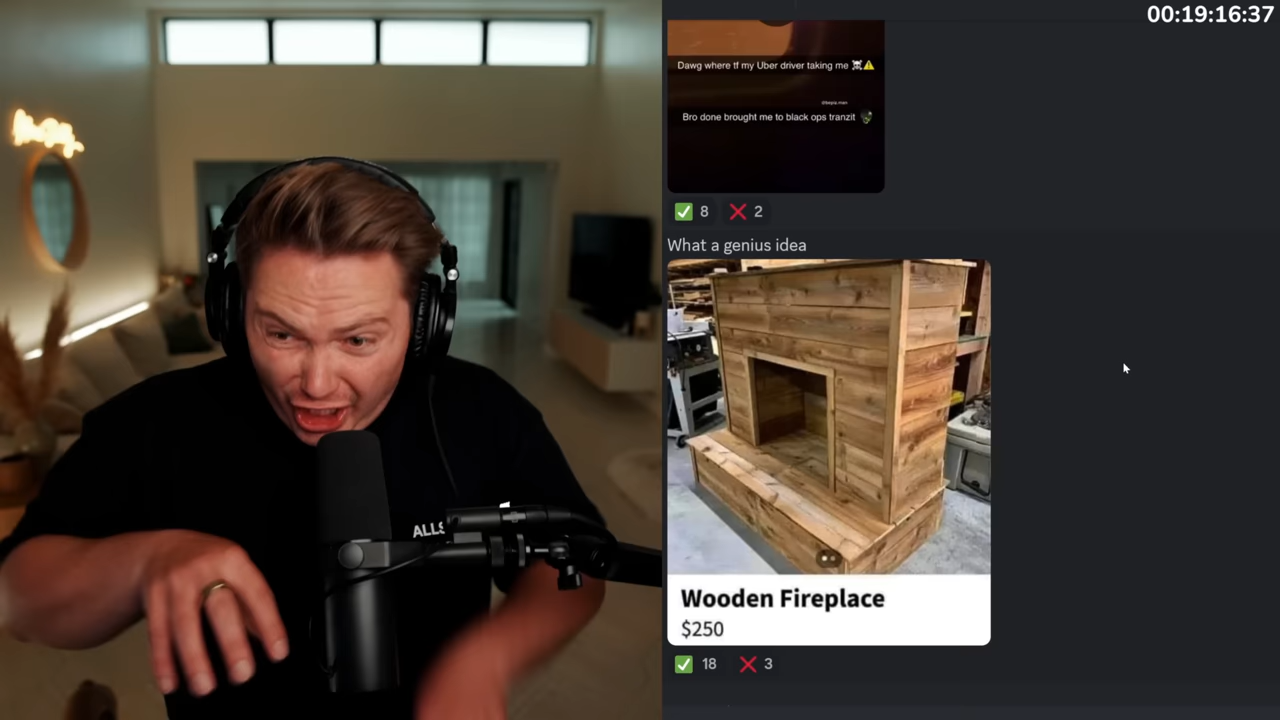 00:19:16:37
Dawg where tf my Uber driver taking me ☠️⚠️
Bro done brought me to black ops tranzit
8
2
What a genius idea
Wooden Fireplace
$250
18
3
ALLS